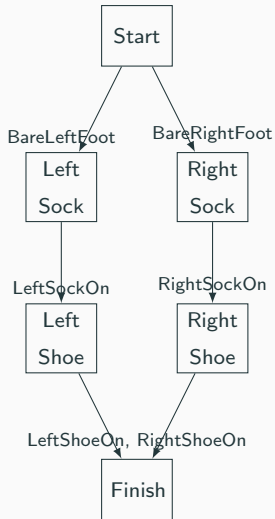 Start
BareLeftFoot BareRightFoot
Left
Sock
Right
Sock
LeftSockOn RightSockOn
Left
Shoe
Right
Shoe
LeftShoeOn, RightShoeOn
Finish